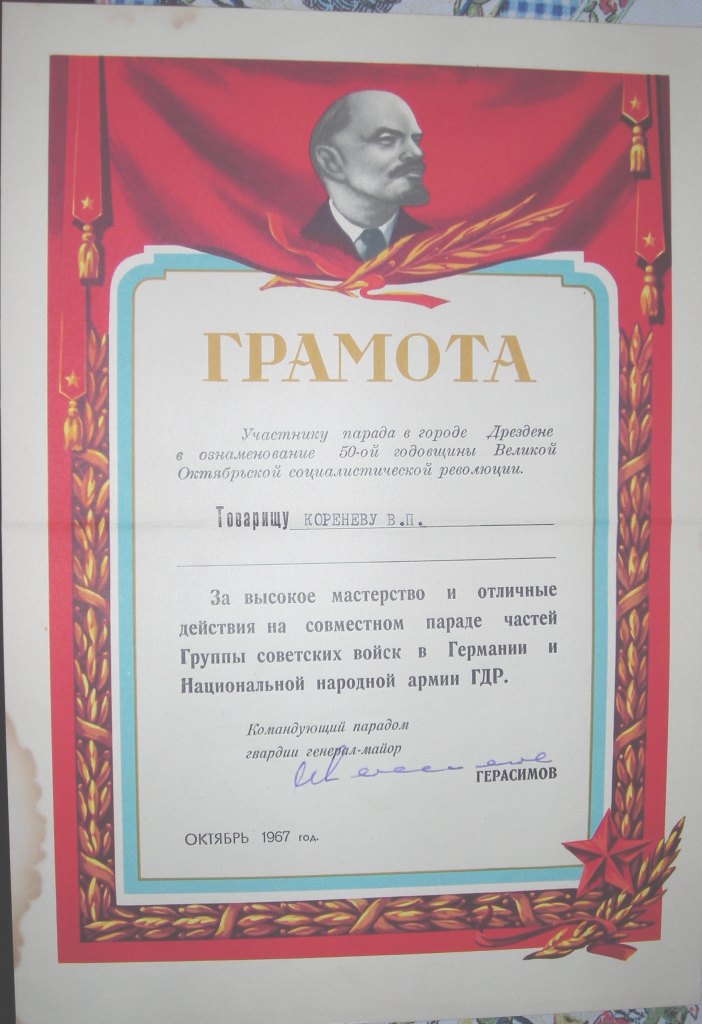 ГРАМОТА
Участнику парада в городе Дрездене
в ознаменование 50-ой годовщины Великой
Октябрьской социалистической революции.
Товарищу КОРЕНЕВУ В.П.
За высокое мастерство и отличные
действия на совместном параде частей
Группы советских войск в Германии и
Национальной народной армии ГДР.
Командующий парадом
гвардии генерал-майор
ГЕРАСИМОВ
ОКТЯБРЬ 1967 год.